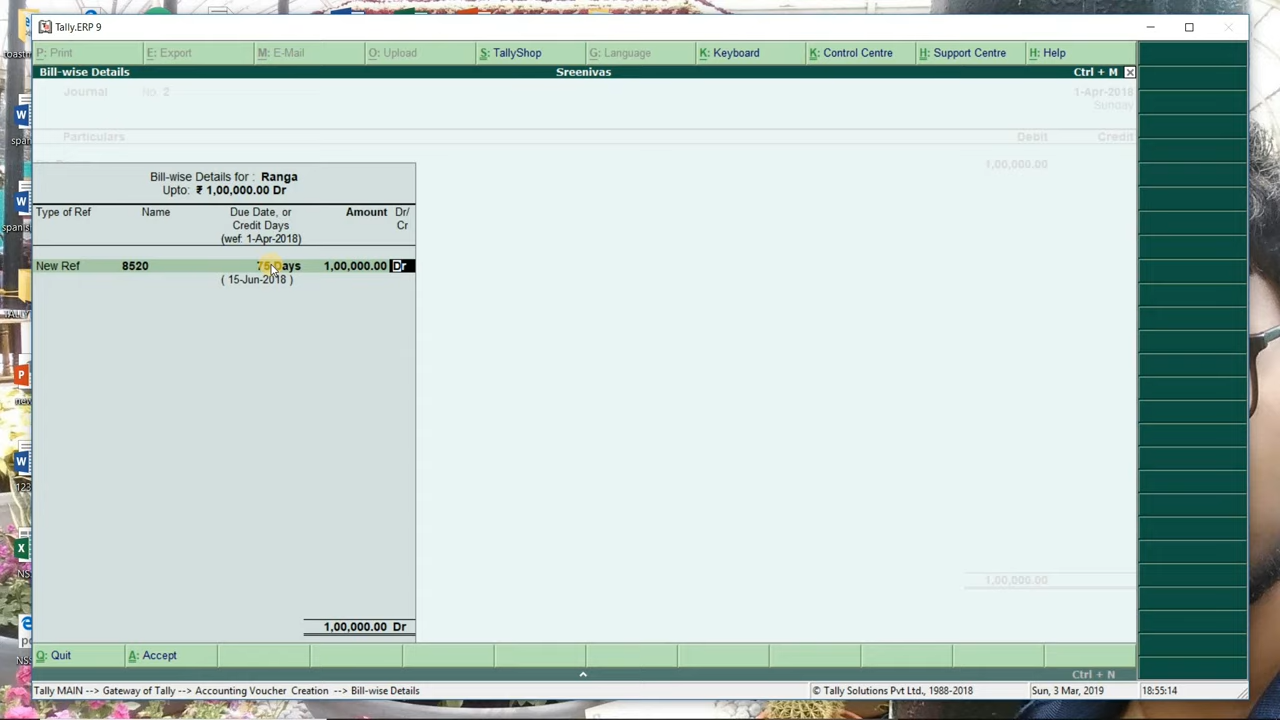 Tally.ERP 9
P: Print E: Export M: E-Mail O: Upload S: TallyShop G: Language K: Keyboard K: Control Centre H: Support Centre H: Help
Bill-wise Details Sreenivas Ctrl + M
Journal No. 2 1-Apr-2018
Sunday
Particulars Debit Credit
1,00,000.00
Bill-wise Details for : Ranga
Upto: ₹ 1,00,000.00 Dr
Type of Ref Name Due Date, or Amount Dr/
Credit Days Cr
(wef: 1-Apr-2018)
New Ref 8520 75 Days 1,00,000.00 Dr
( 15-Jun-2018 )
1,00,000.00
1,00,000.00 Dr
Q: Quit A: Accept
Ctrl + N
Tally MAIN --> Gateway of Tally --> Accounting Voucher Creation --> Bill-wise Details © Tally Solutions Pvt Ltd., 1988-2018 Sun, 3 Mar, 2019 18:55:14